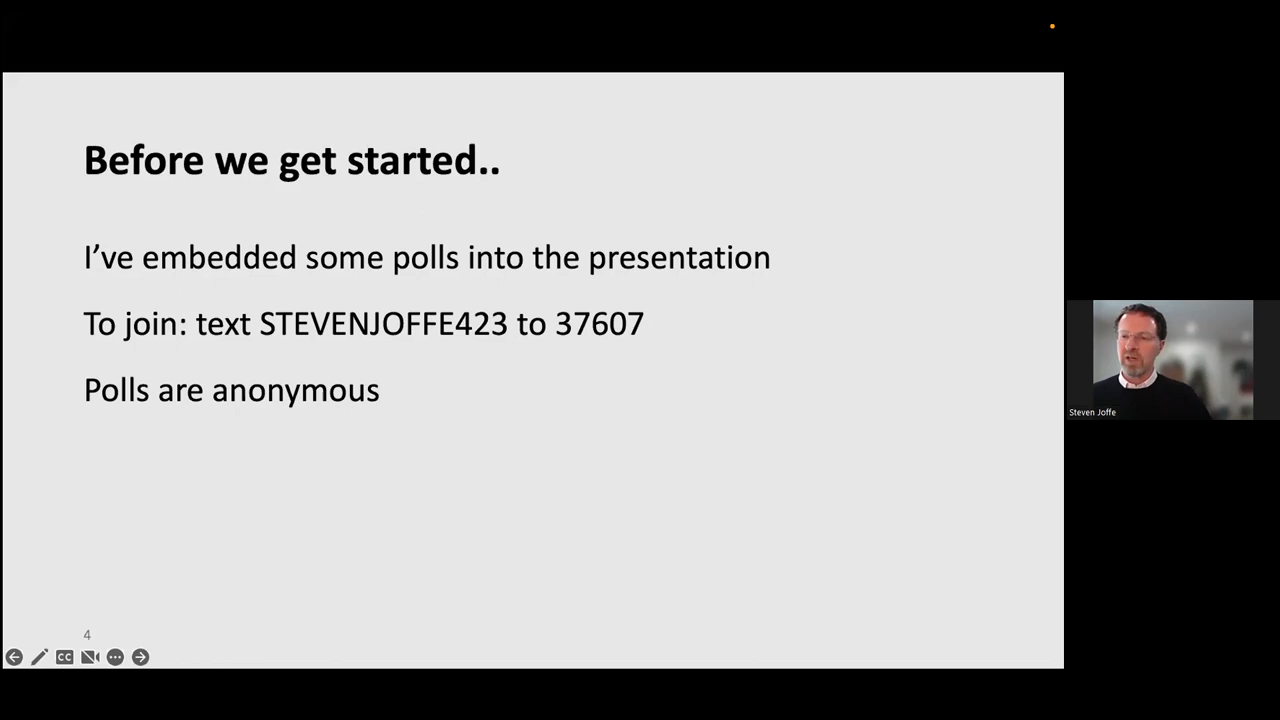 Before we get started..
I’ve embedded some polls into the presentation
To join: text STEVENJOFFE423 to 37607
Polls are anonymous
4
CC
Steven Joffe